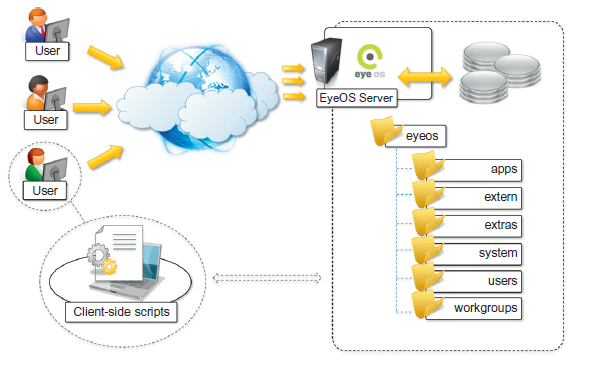 User
User
User
Client-side scripts
eye os
EyeOS Server
eyeos
apps
extern
extras
system
users
workgroups